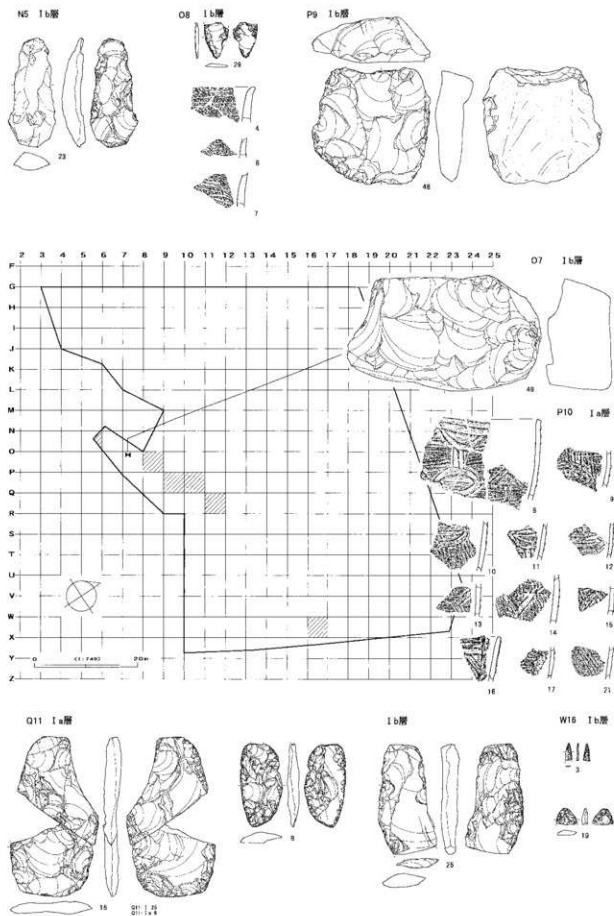 N5 Ⅰb層
23
O8 Ⅰb層
26
4
6
7
P9 Ⅰb層
48
2 3 4 5 6 7 8 9 10 11 12 13 14 15 16 17 18 19 20 21 22 23 24 25
F
G
H
I
J
K
L
M
N
O
P
Q
R
S
T
U
V
W
X
Y
Z
0 (1:740) 20m
O7 Ⅰb層
49
P10 Ⅰa層
9
10
11
12
13
14
15
16
17
21
Q11 Ⅰa層
15
8
Ⅰb層
25
W16 Ⅰb層
3
19